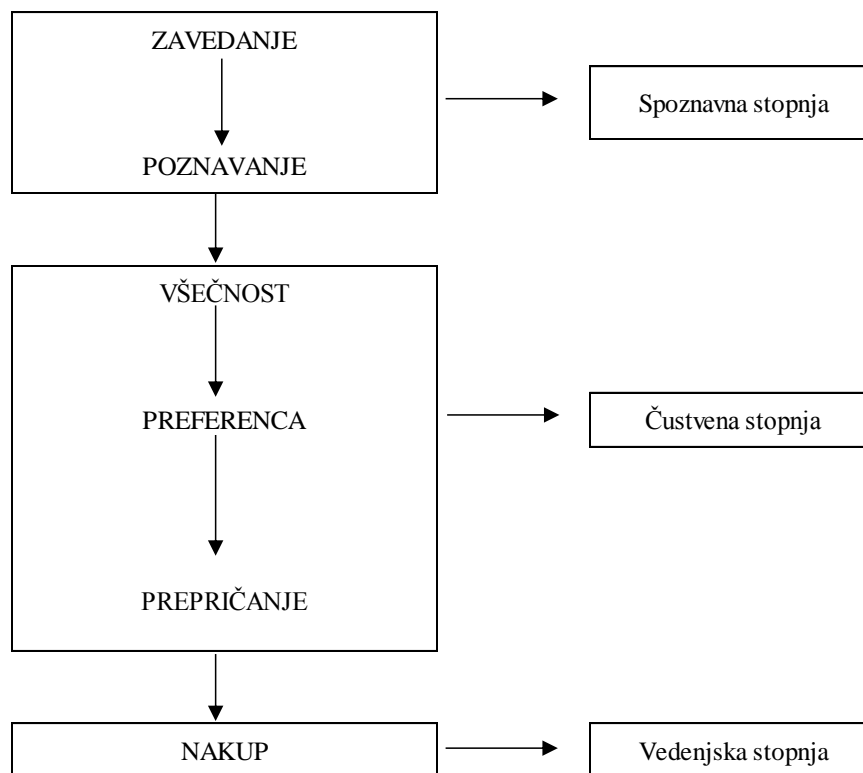 ZAVEDANJE
Spoznavna stopnja
POZNAVANJE
VŠEČNOST
PREFERENCA
Čustvena stopnja
PREPRIČANJE
NAKUP
Vedenjska stopnja